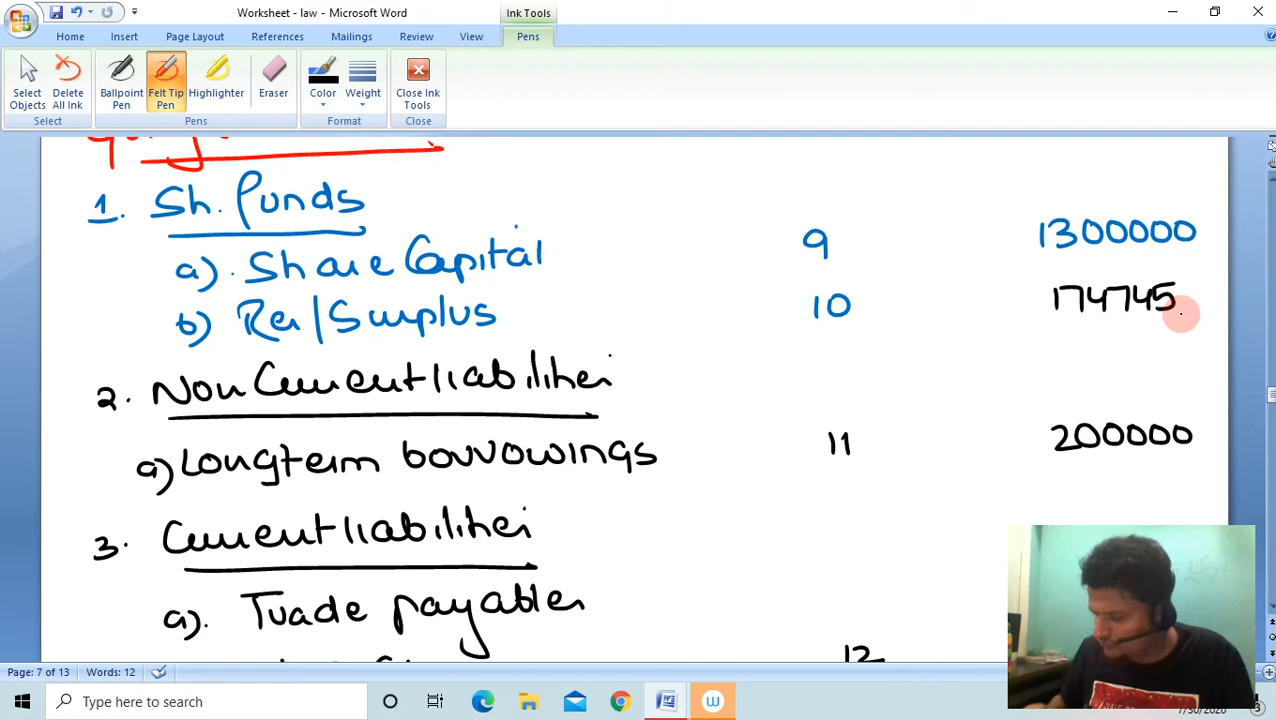 Worksheet - law - Microsoft Word
Ink Tools
Home Insert Page Layout References Mailings Review View Pens
Select Objects
Delete All Ink
Ballpoint Pen
Felt Tip Pen
Highlighter
Eraser
Color
Weight
Close Ink Tools
Select Pens Format Close
1. Sh. Funds
a). Share Capital 9 1300000
b) Res/Surplus 10 174745
2. Non Current liabilities
a) Longterm borrowings 11 200000
3. Current liabilities
a). Trade payables
12
Page: 7 of 13 Words: 12
Type here to search
7/30/2020